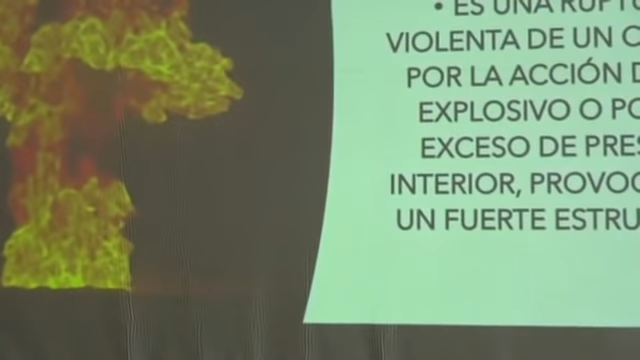 • ES UNA RUPTU
VIOLENTA DE UN C
POR LA ACCIÓN D
EXPLOSIVO O PO
EXCESO DE PRES
INTERIOR, PROVOC
UN FUERTE ESTRU